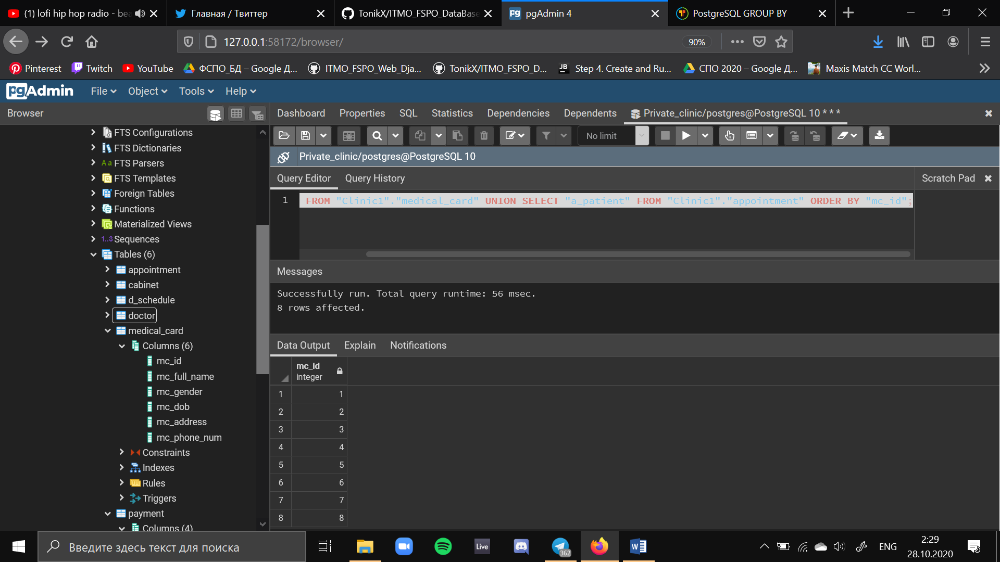 (1) lofi hip hop radio - bea
Главная / Твиттер
TonikX/ITMO_FSPO_DataBase
pgAdmin 4
PostgreSQL GROUP BY
127.0.0.1:58172/browser/
90%
Pinterest
Twitch
YouTube
ФСПО_БД – Google Д...
ITMO_FSPO_Web_Dja...
TonikX/ITMO_FSPO_D...
JB
Step 4. Create and Ru...
СПО 2020 – Google Д...
Maxis Match CC Worl...
pgAdmin
File
Object
Tools
Help
Browser
Dashboard
Properties
SQL
Statistics
Dependencies
Dependents
Private_clinic/postgres@PostgreSQL 10 * * *
No limit
Private_clinic/postgres@PostgreSQL 10
Query Editor
Query History
Scratch Pad
1
FROM "Clinic1"."medical_card" UNION SELECT "a_patient" FROM "Clinic1"."appointment" ORDER BY "mc_id";
Messages
Successfully run. Total query runtime: 56 msec.
8 rows affected.
Data Output
Explain
Notifications
mc_id
integer
1 1
2 2
3 3
4 4
5 5
6 6
7 7
8 8
FTS Configurations
FTS Dictionaries
Aa FTS Parsers
FTS Templates
Foreign Tables
Functions
Materialized Views
1..3 Sequences
Tables (6)
appointment
cabinet
d_schedule
doctor
medical_card
Columns (6)
mc_id
mc_full_name
mc_gender
mc_dob
mc_address
mc_phone_num
Constraints
Indexes
Rules
Triggers
payment
Columns (4)
Введите здесь текст для поиска
Live
362
ENG
2:29
28.10.2020